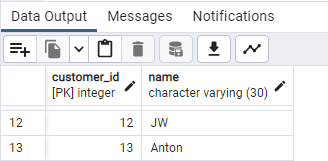 Data Output Messages Notifications
customer_id name
[PK] integer character varying (30)
12 12 JW
13 13 Anton